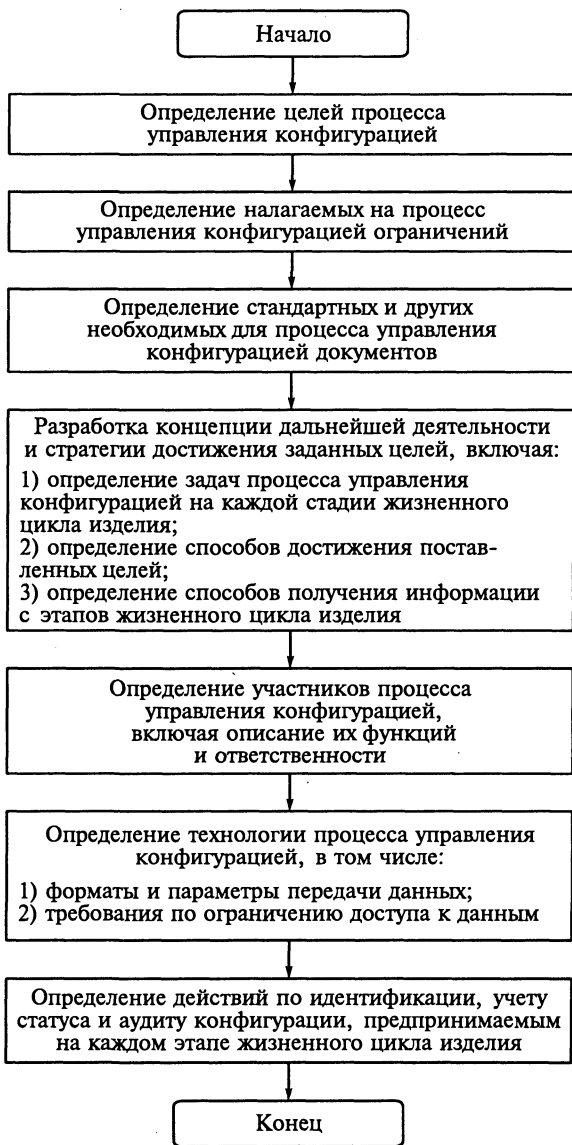 Начало
Определение целей процесса
управления конфигурацией
Определение налагаемых на процесс
управления конфигурацией ограничений
Определение стандартных и других
необходимых для процесса управления
конфигурацией документов
Разработка концепции дальнейшей деятельности
и стратегии достижения заданных целей, включая:
1) определение задач процесса управления
конфигурацией на каждой стадии жизненного
цикла изделия;
2) определение способов достижения постав-
ленных целей;
3) определение способов получения информации
с этапов жизненного цикла изделия
Определение участников процесса
управления конфигурацией,
включая описание их функций
и ответственности
Определение технологии процесса управления
конфигурацией, в том числе:
1) форматы и параметры передачи данных;
2) требования по ограничению доступа к данным
Определение действий по идентификации, учету
статуса и аудиту конфигурации, предпринимаемым
на каждом этапе жизненного цикла изделия
Конец